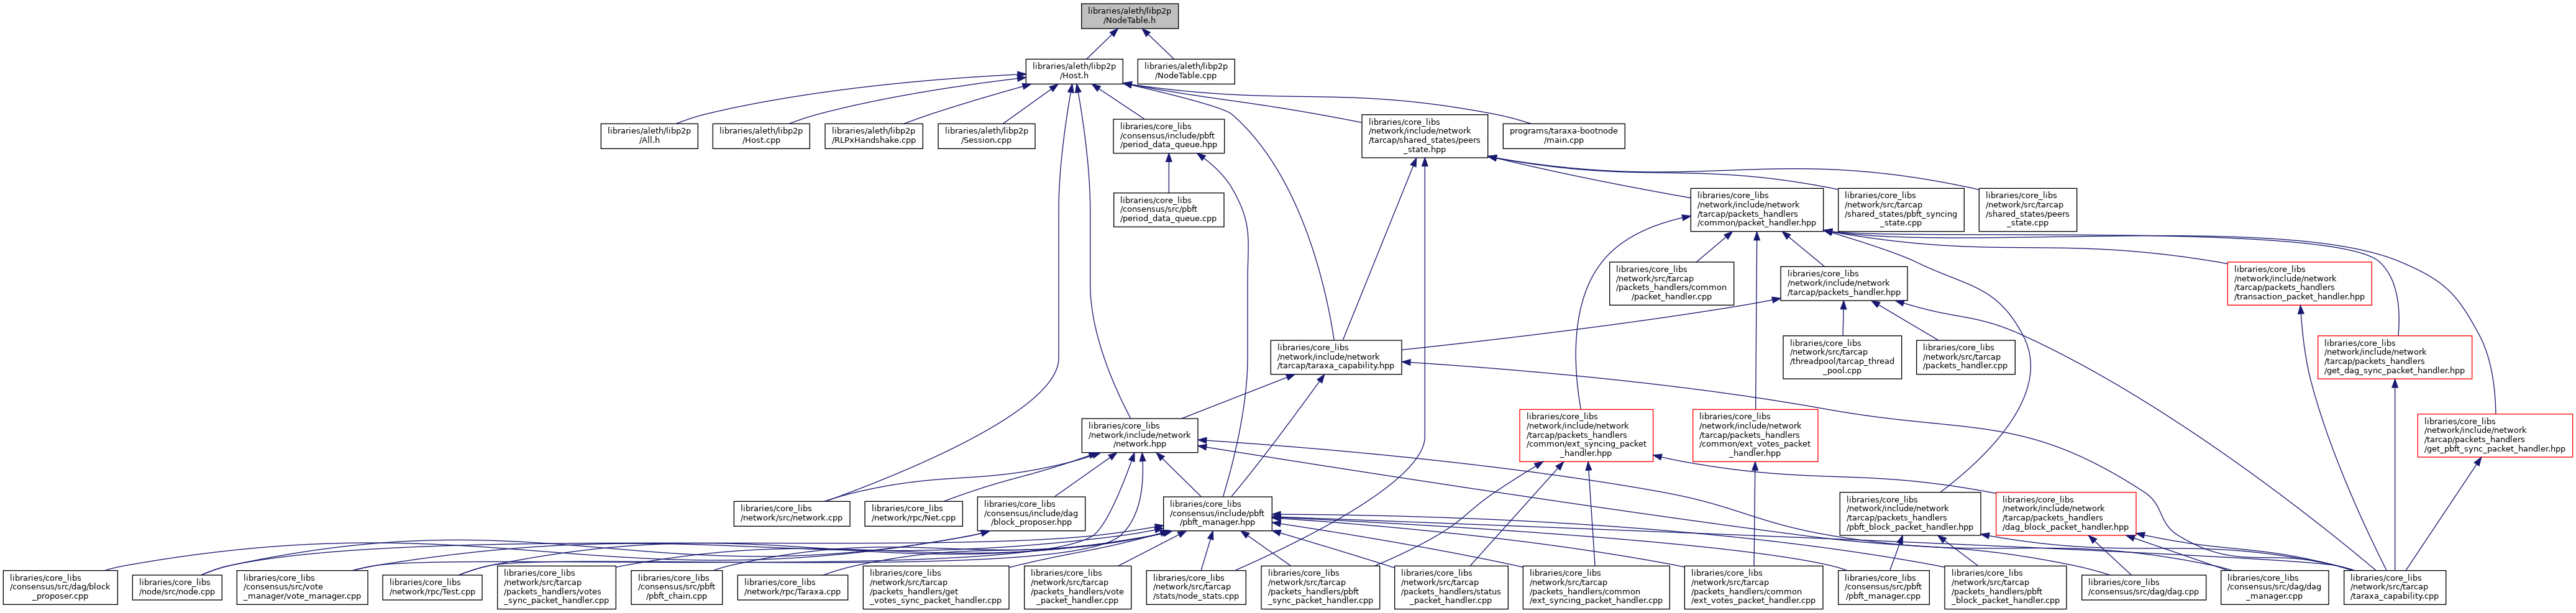 libraries/aleth/libp2p
/NodeTable.h
libraries/aleth/libp2p
/Host.h
libraries/aleth/libp2p
/NodeTable.cpp
libraries/aleth/libp2p
/All.h
libraries/aleth/libp2p
/Host.cpp
libraries/aleth/libp2p
/RLPxHandshake.cpp
libraries/aleth/libp2p
/Session.cpp
libraries/core_libs
/consensus/include/pbft
/period_data_queue.hpp
libraries/core_libs
/network/include/network
/tarcap/shared_states/peers
_state.hpp
programs/taraxa-bootnode
/main.cpp
libraries/core_libs
/consensus/src/pbft
/period_data_queue.cpp
libraries/core_libs
/network/include/network
/tarcap/packets_handlers
/common/packet_handler.hpp
libraries/core_libs
/network/src/tarcap
/shared_states/pbft_syncing
_state.cpp
libraries/core_libs
/network/src/tarcap
/shared_states/peers
_state.cpp
libraries/core_libs
/network/src/tarcap
/packets_handlers/common
/packet_handler.cpp
libraries/core_libs
/network/include/network
/tarcap/packets_handler.hpp
libraries/core_libs
/network/include/network
/tarcap/packets_handlers
/transaction_packet_handler.hpp
libraries/core_libs
/network/include/network
/tarcap/taraxa_capability.hpp
libraries/core_libs
/network/src/tarcap
/threadpool/tarcap_thread
_pool.cpp
libraries/core_libs
/network/src/tarcap
/packets_handler.cpp
libraries/core_libs
/network/include/network
/tarcap/packets_handlers
/get_dag_sync_packet_handler.hpp
libraries/core_libs
/network/include/network
/network.hpp
libraries/core_libs
/network/include/network
/tarcap/packets_handlers
/common/ext_syncing_packet
_handler.hpp
libraries/core_libs
/network/include/network
/tarcap/packets_handlers
/common/ext_votes_packet
_handler.hpp
libraries/core_libs
/network/include/network
/tarcap/packets_handlers
/get_pbft_sync_packet_handler.hpp
libraries/core_libs
/network/src/network.cpp
libraries/core_libs
/network/rpc/Net.cpp
libraries/core_libs
/consensus/include/dag
/block_proposer.hpp
libraries/core_libs
/consensus/include/pbft
/pbft_manager.hpp
libraries/core_libs
/network/include/network
/tarcap/packets_handlers
/pbft_block_packet_handler.hpp
libraries/core_libs
/network/include/network
/tarcap/packets_handlers
/dag_block_packet_handler.hpp
libraries/core_libs
/consensus/src/dag/block
_proposer.cpp
libraries/core_libs
/node/src/node.cpp
libraries/core_libs
/consensus/src/vote
_manager/vote_manager.cpp
libraries/core_libs
/network/rpc/Test.cpp
libraries/core_libs
/network/src/tarcap
/packets_handlers/votes
_sync_packet_handler.cpp
libraries/core_libs
/consensus/src/pbft
/pbft_chain.cpp
libraries/core_libs
/network/rpc/Taraxa.cpp
libraries/core_libs
/network/src/tarcap
/packets_handlers/get
_votes_sync_packet_handler.cpp
libraries/core_libs
/network/src/tarcap
/packets_handlers/vote
_packet_handler.cpp
libraries/core_libs
/network/src/tarcap
/stats/node_stats.cpp
libraries/core_libs
/network/src/tarcap
/packets_handlers/pbft
_sync_packet_handler.cpp
libraries/core_libs
/network/src/tarcap
/packets_handlers/status
_packet_handler.cpp
libraries/core_libs
/network/src/tarcap
/packets_handlers/common
/ext_syncing_packet_handler.cpp
libraries/core_libs
/network/src/tarcap
/packets_handlers/common
/ext_votes_packet_handler.cpp
libraries/core_libs
/consensus/src/pbft
/pbft_manager.cpp
libraries/core_libs
/network/src/tarcap
/packets_handlers/pbft
_block_packet_handler.cpp
libraries/core_libs
/consensus/src/dag/dag.cpp
libraries/core_libs
/consensus/src/dag/dag
_manager.cpp
libraries/core_libs
/network/src/tarcap
/taraxa_capability.cpp